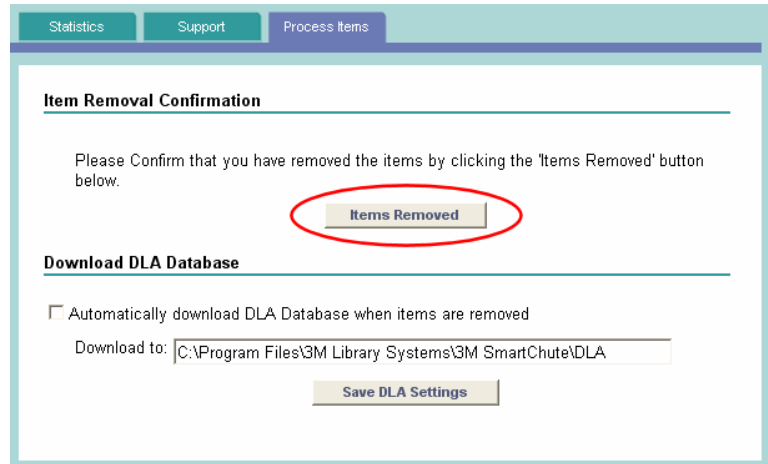 Statistics Support Process Items
Item Removal Confirmation
Please Confirm that you have removed the items by clicking the 'Items Removed' button
below.
Items Removed
Download DLA Database
Automatically download DLA Database when items are removed
Download to: C:\Program Files\3M Library Systems\3M SmartChute\DLA
Save DLA Settings